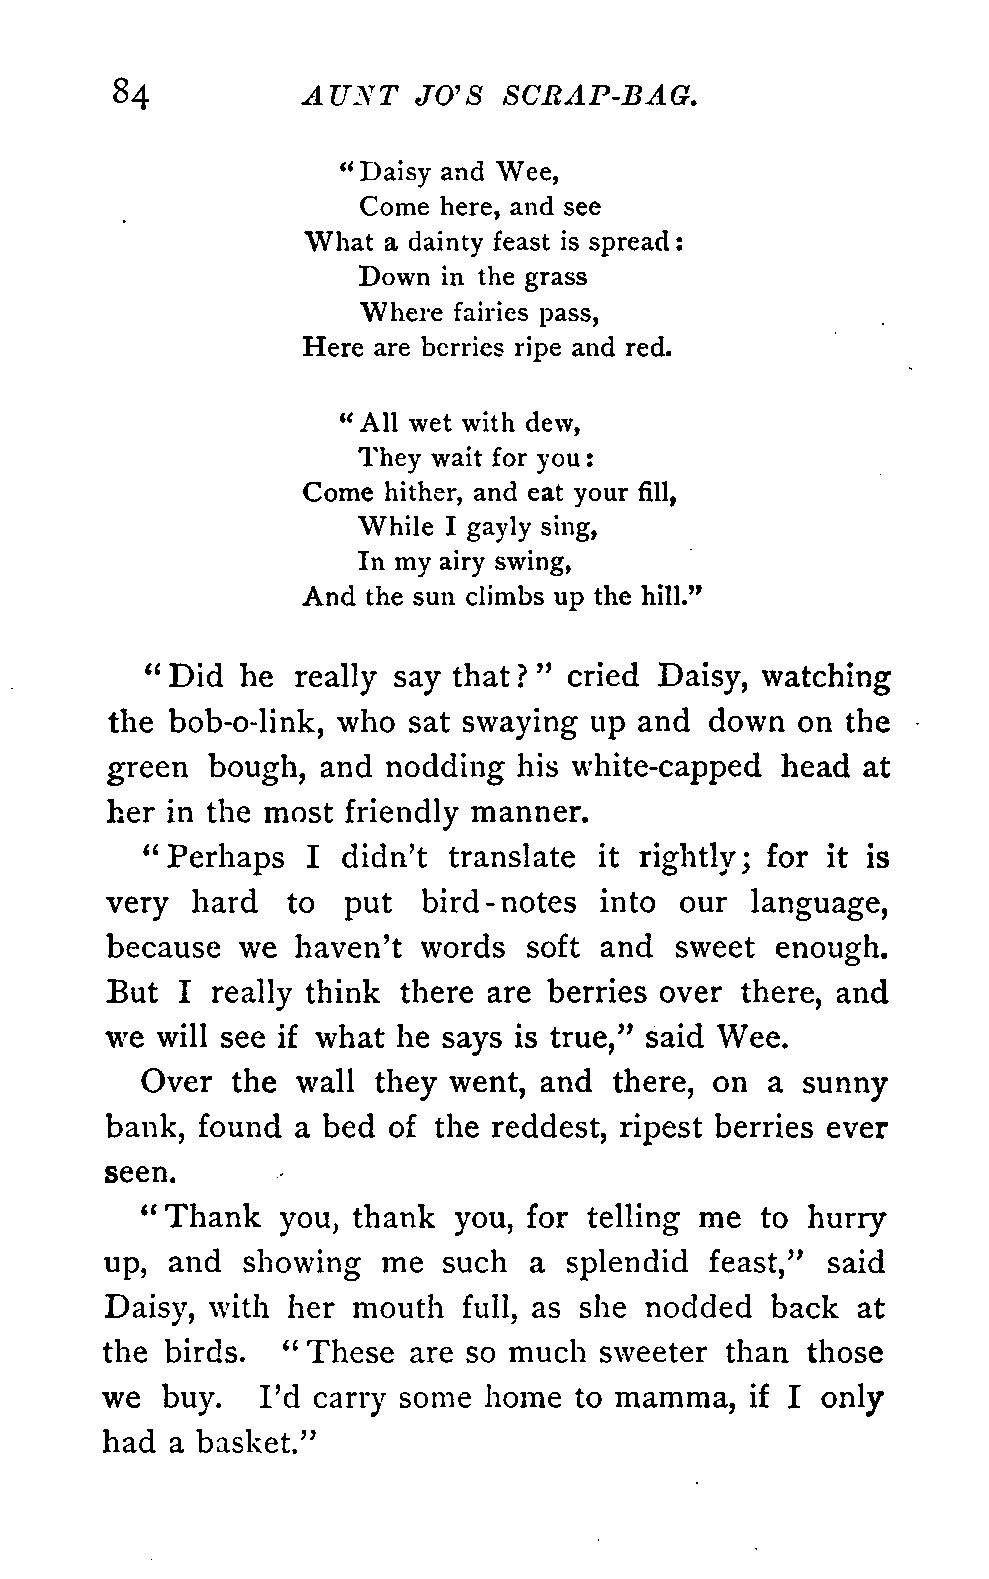 84 AUNT JO'S SCRAP-BAG.
"Daisy and Wee,
Come here, and see
What a dainty feast is spread:
Down in the grass
Where fairies pass,
Here are berries ripe and red.
"All wet with dew,
They wait for you:
Come hither, and eat your fill,
While I gayly sing,
In my airy swing,
And the sun climbs up the hill."
"Did he really say that?" cried Daisy, watching
the bob-o-link, who sat swaying up and down on the
green bough, and nodding his white-capped head at
her in the most friendly manner.
"Perhaps I didn't translate it rightly; for it is
very hard to put bird-notes into our language,
because we haven't words soft and sweet enough.
But I really think there are berries over there, and
we will see if what he says is true," said Wee.
Over the wall they went, and there, on a sunny
bank, found a bed of the reddest, ripest berries ever
seen.
"Thank you, thank you, for telling me to hurry
up, and showing me such a splendid feast," said
Daisy, with her mouth full, as she nodded back at
the birds. "These are so much sweeter than those
we buy. I'd carry some home to mamma, if I only
had a basket."